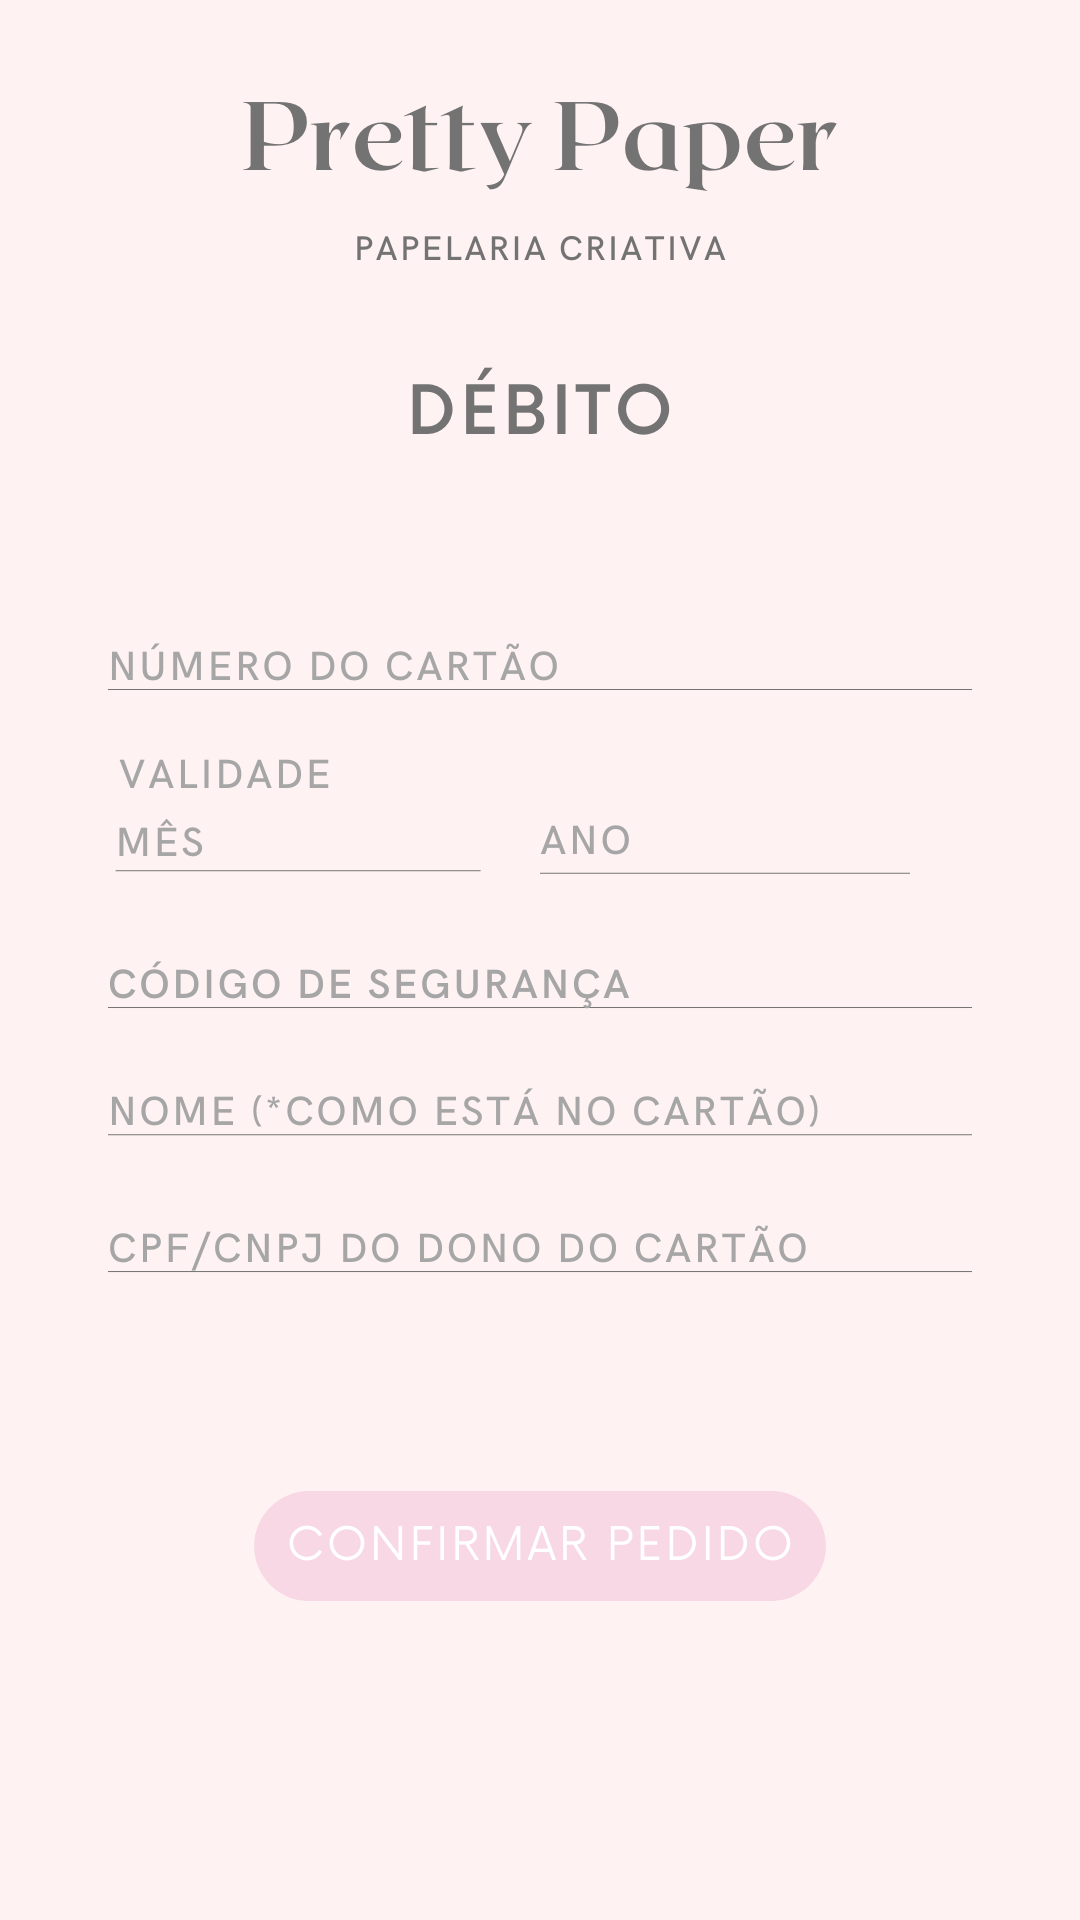 Pretty Paper
PAPELARIA CRIATIVA
DÉBITO
NÚMERO DO CARTÃO
VALIDADE
MÊS ANO
CÓDIGO DE SEGURANÇA
NOME (*COMO ESTÁ NO CARTÃO)
CPF/CNPJ DO DONO DO CARTÃO
CONFIRMAR PEDIDO